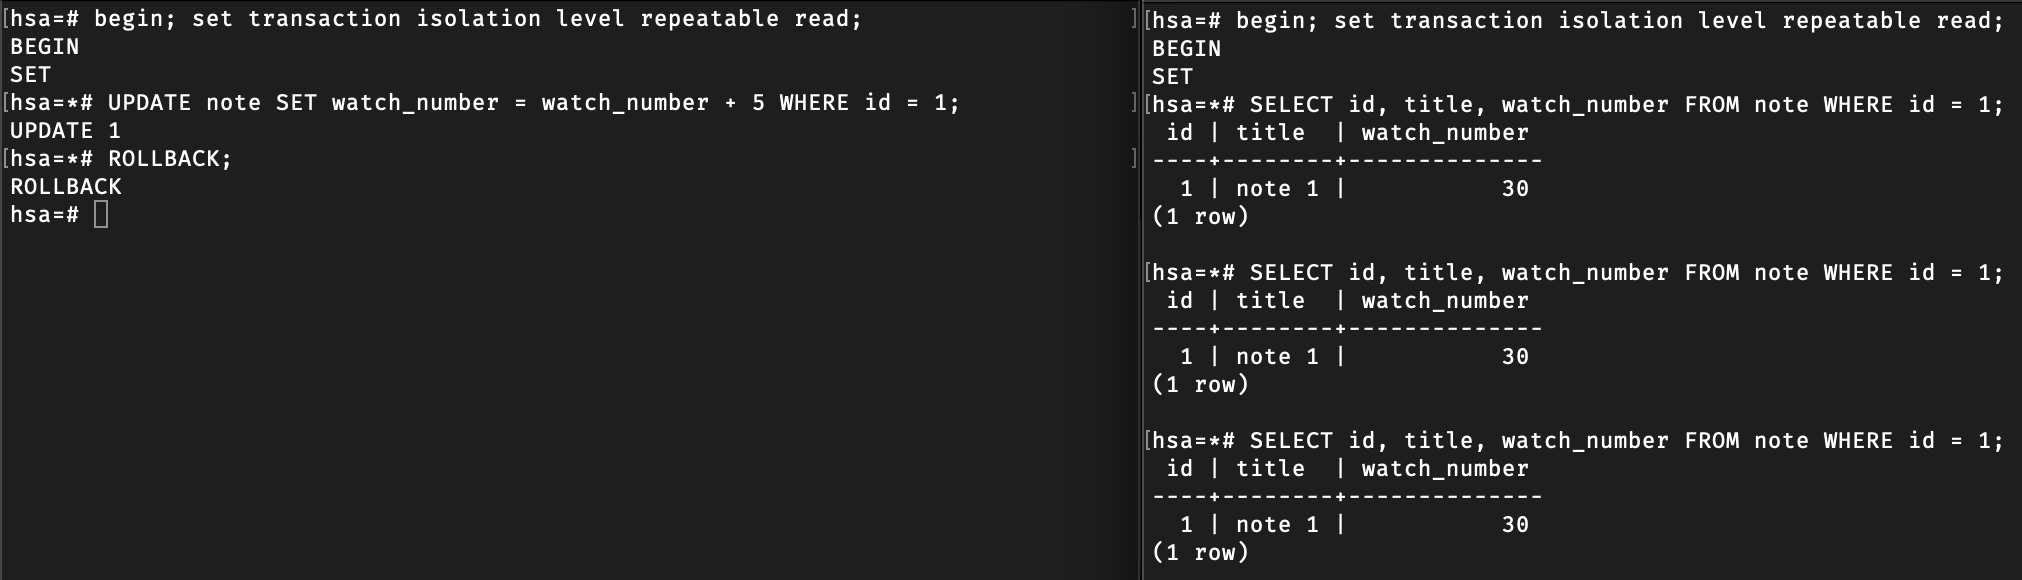 [hsa=# begin; set transaction isolation level repeatable read; ]
BEGIN
SET
[hsa=*# UPDATE note SET watch_number = watch_number + 5 WHERE id = 1; ]
UPDATE 1
[hsa=*# ROLLBACK; ]
ROLLBACK
hsa=#
[hsa=# begin; set transaction isolation level repeatable read;
BEGIN
SET
[hsa=*# SELECT id, title, watch_number FROM note WHERE id = 1;
 id | title  | watch_number
----+--------+--------------
  1 | note 1 |           30
(1 row)

[hsa=*# SELECT id, title, watch_number FROM note WHERE id = 1;
 id | title  | watch_number
----+--------+--------------
  1 | note 1 |           30
(1 row)

[hsa=*# SELECT id, title, watch_number FROM note WHERE id = 1;
 id | title  | watch_number
----+--------+--------------
  1 | note 1 |           30
(1 row)